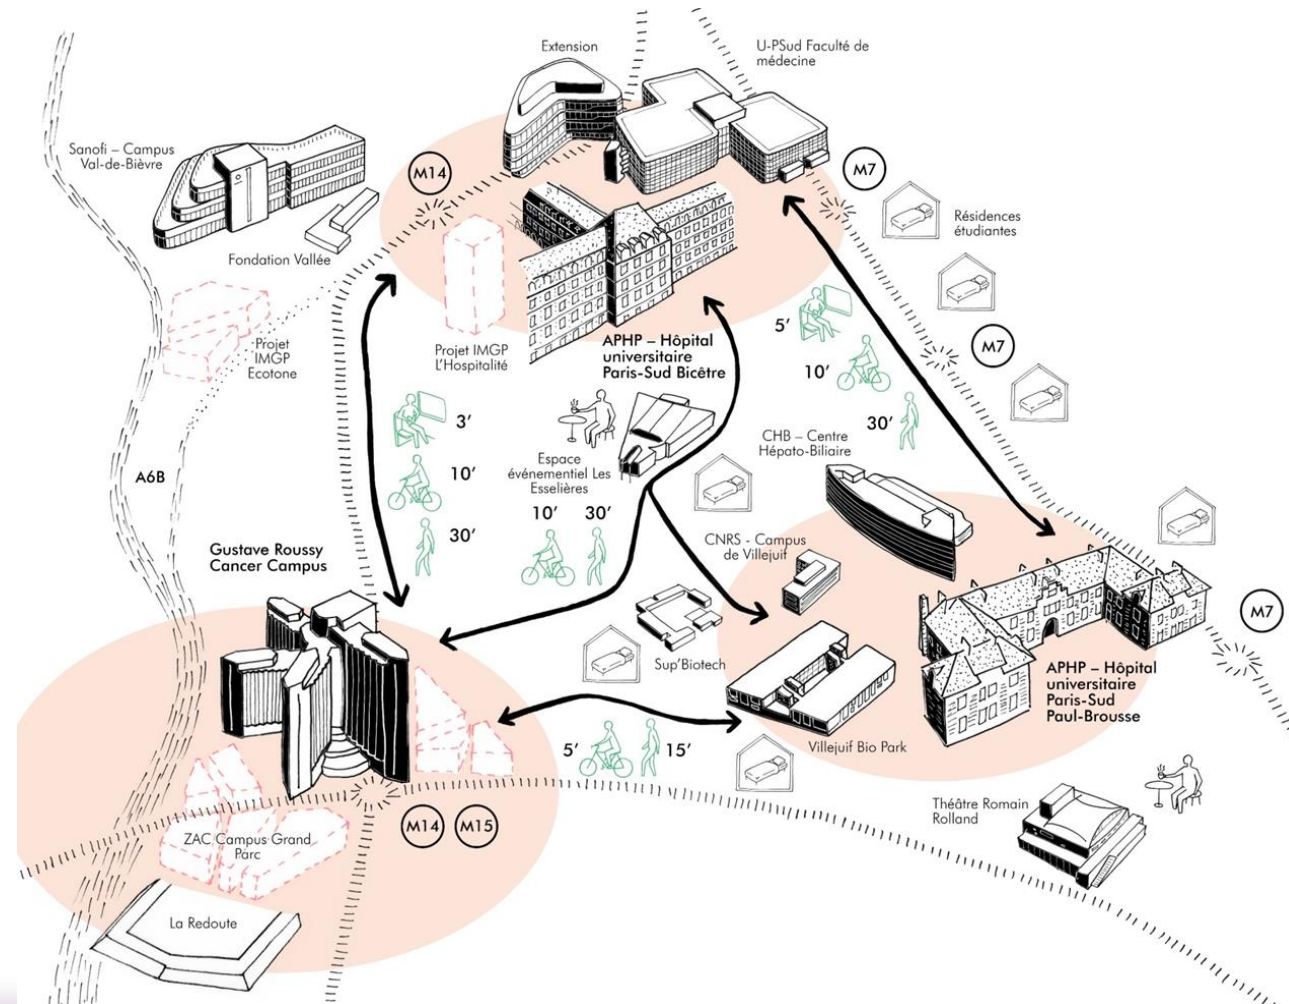 Extension
U-PSud Faculté de
médecine
Sanofi – Campus
Val-de-Bièvre
M14
M7
Résidences
étudiantes
Fondation Vallée
Projet
IMGP
Ecotone
Projet IMGP
L'Hospitalité
APHP – Hôpital
universitaire
Paris-Sud Bicêtre
5'
10'
30'
M7
3'
10'
30'
Espace
événementiel Les
Esselières
10'
30'
CHB – Centre
Hépato-Biliaire
A6B
Gustave Roussy
Cancer Campus
CNRS - Campus
de Villejuif
M7
Sup'Biotech
APHP – Hôpital
universitaire
Paris-Sud
Paul-Brousse
Villejuif Bio Park
5'
15'
M14
M15
ZAC Campus Grand
Parc
Théâtre Romain
Rolland
La Redoute